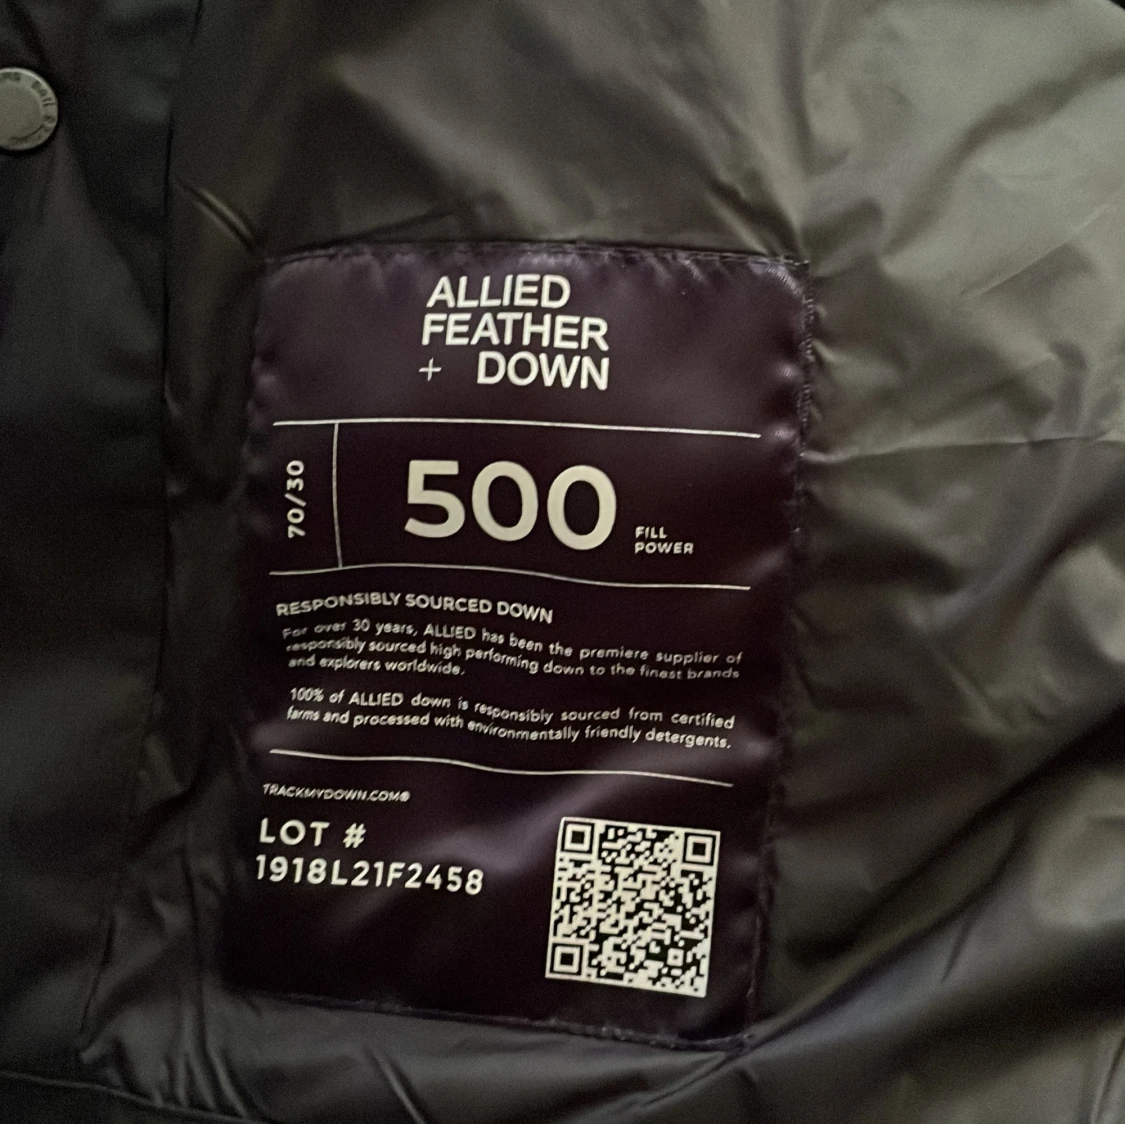 ALLIED
FEATHER
+ DOWN
70/30
500
FILL
POWER
RESPONSIBLY SOURCED DOWN
For over 30 years, ALLIED has been the premiere supplier of
responsibly sourced high performing down to the finest brands
and explorers worldwide.
100% of ALLIED down is responsibly sourced from certified
farms and processed with environmentally friendly detergents.
TRACKMYDOWN.COM®
LOT #
1918L21F2458